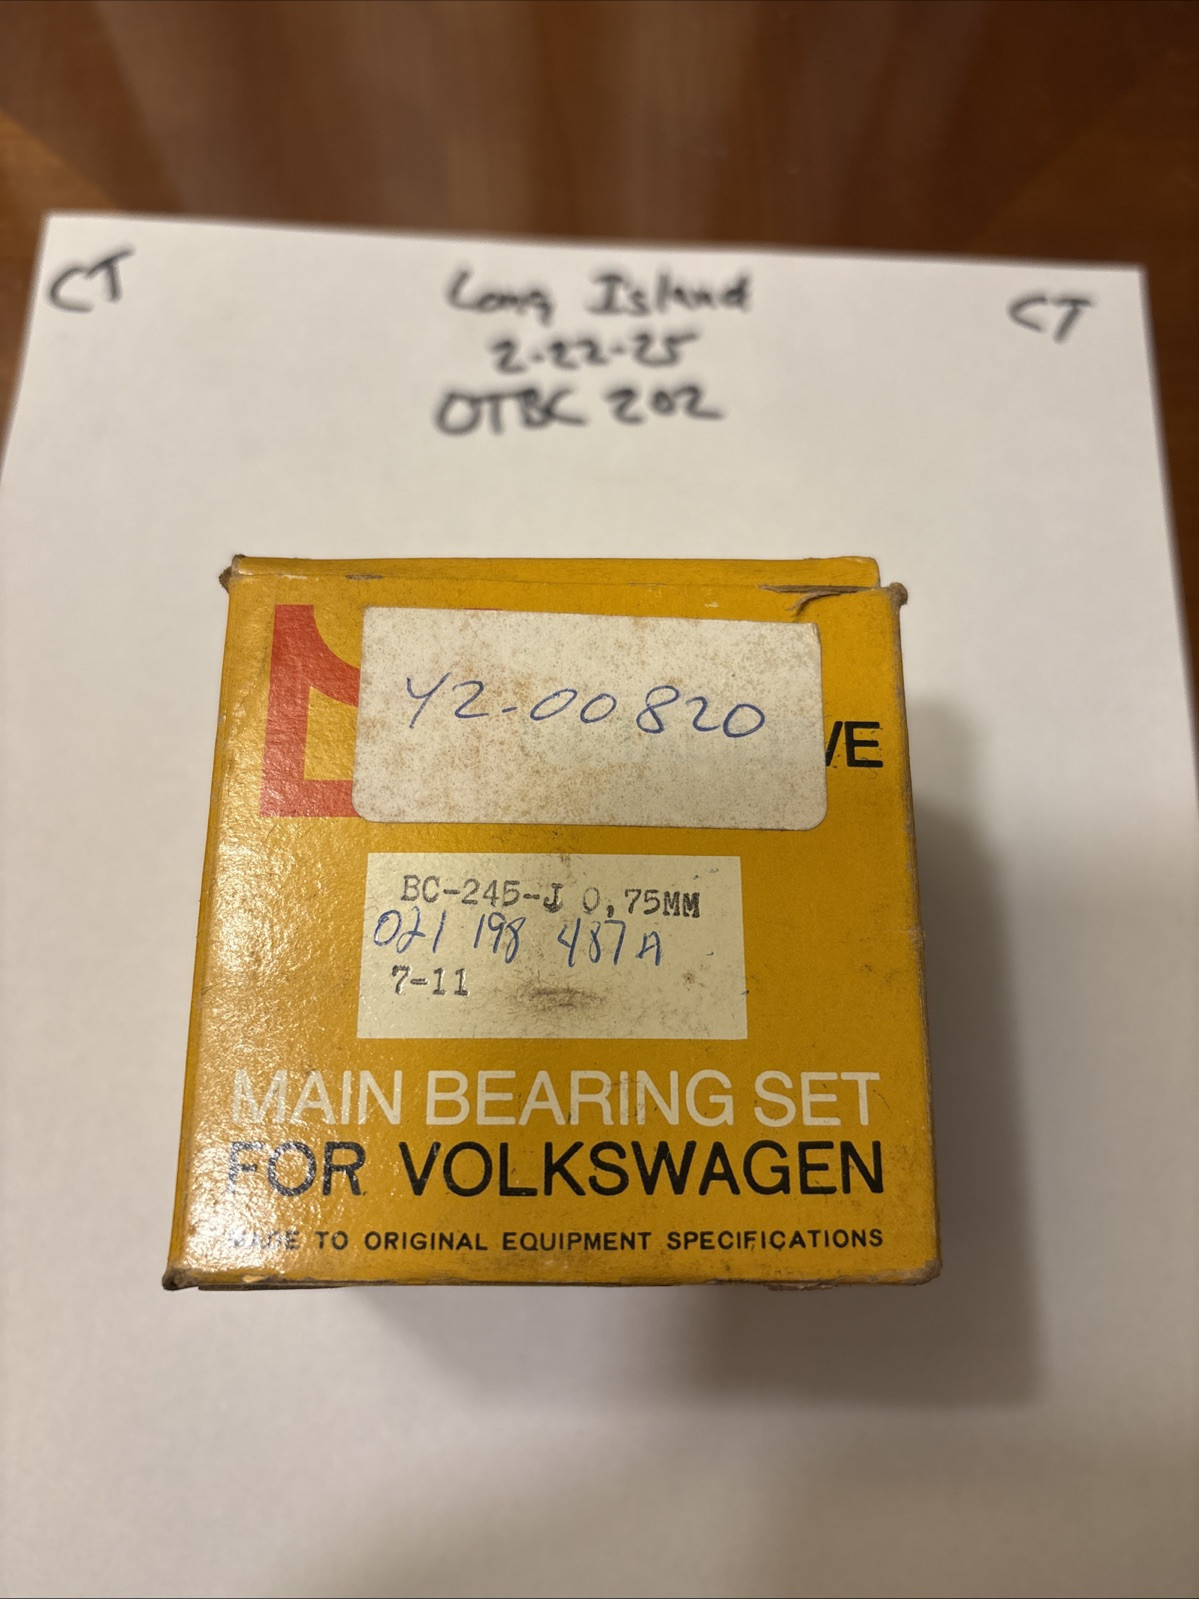 CT
Long Island
CT
2-22-25
OTBC 202
Y2-00820
VE
BC-245-J 0,75MM
021 198 487A
7-11
MAIN BEARING SET
FOR VOLKSWAGEN
MADE TO ORIGINAL EQUIPMENT SPECIFICATIONS